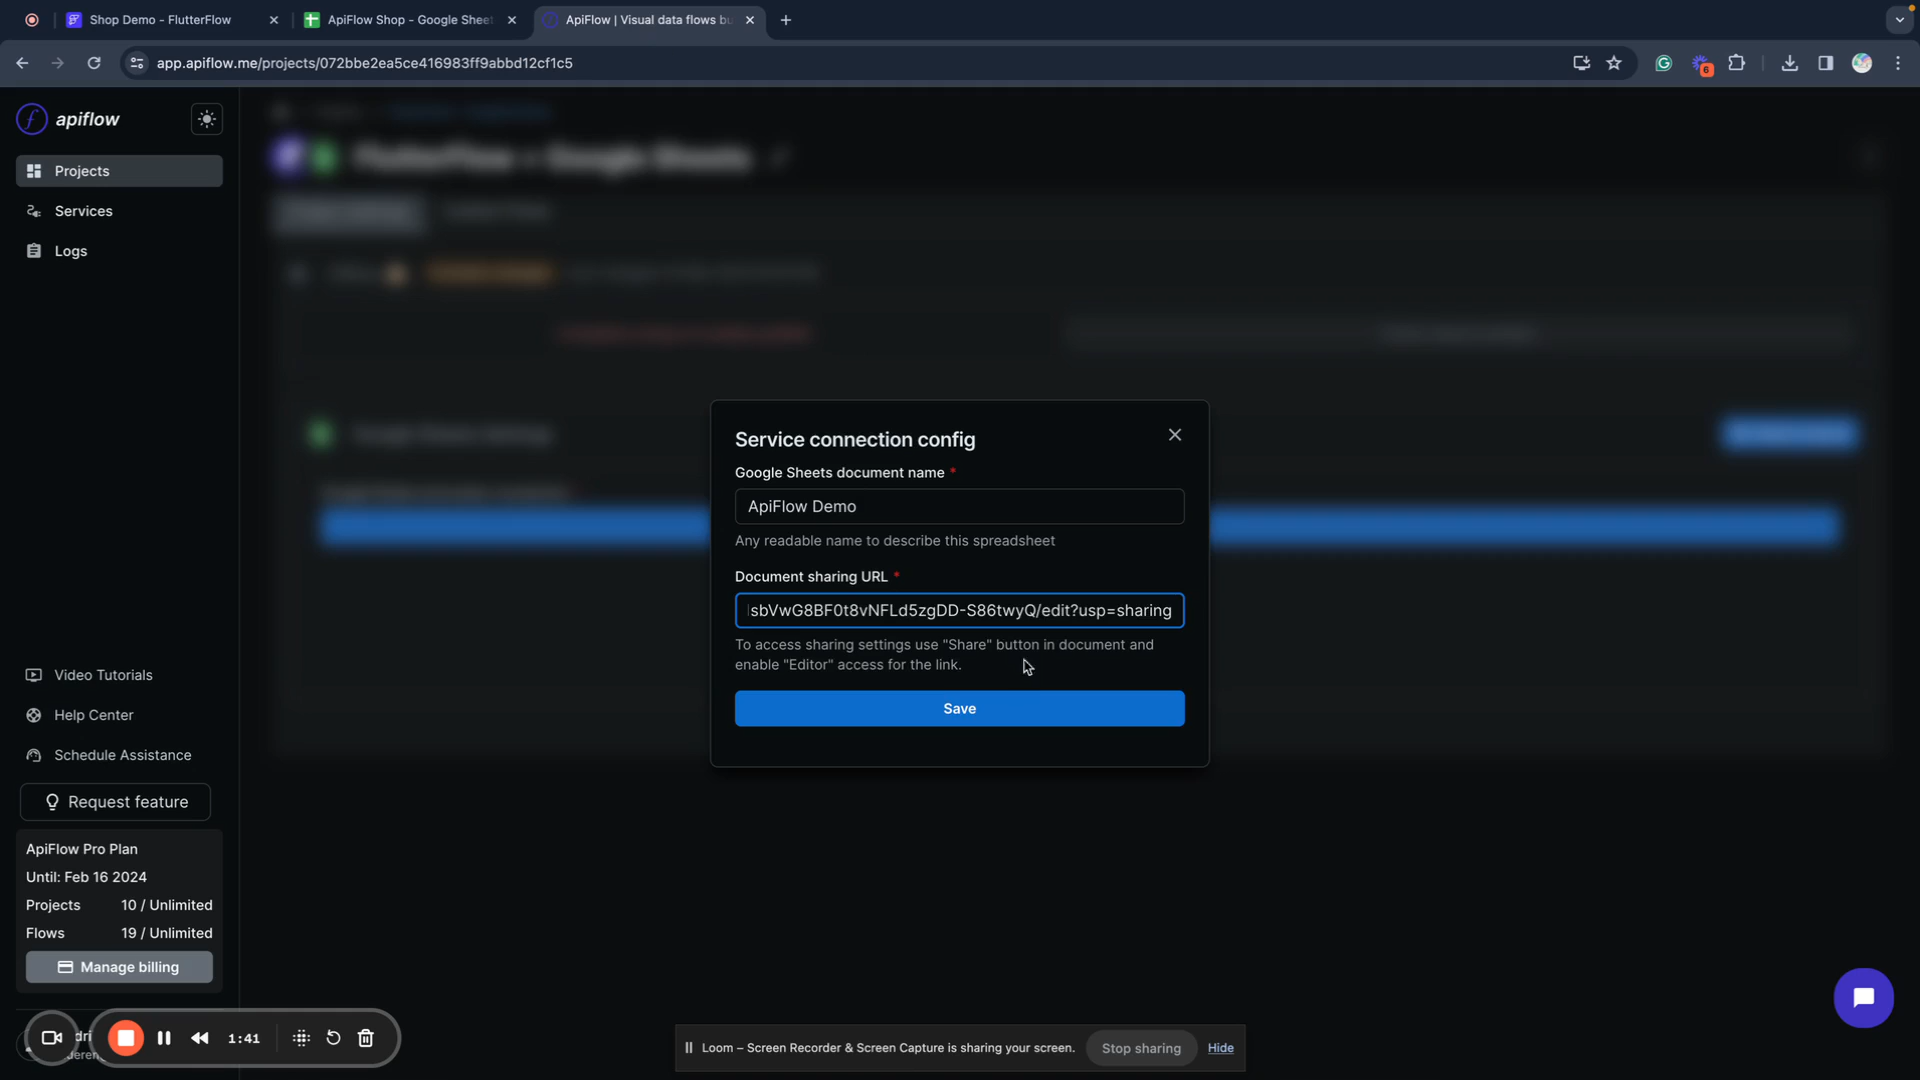 Shop Demo - FlutterFlow
ApiFlow Shop - Google Sheet
ApiFlow | Visual data flows bu
app.apiflow.me/projects/072bbe2ea5ce416983ff9abbd12cf1c5
6
apiflow
Projects
Services
Logs
FlutterFlow + Google Sheets
Service connection config
Google Sheets document name *
ApiFlow Demo
Any readable name to describe this spreadsheet
Document sharing URL *
sbVwG8BF0t8vNFLd5zgDD-S86twyQ/edit?usp=sharing
To access sharing settings use "Share" button in document and
enable "Editor" access for the link.
Save
Video Tutorials
Help Center
Schedule Assistance
Request feature
ApiFlow Pro Plan
Until: Feb 16 2024
Projects 10 / Unlimited
Flows 19 / Unlimited
Manage billing
1:41
Loom – Screen Recorder & Screen Capture is sharing your screen.
Stop sharing
Hide